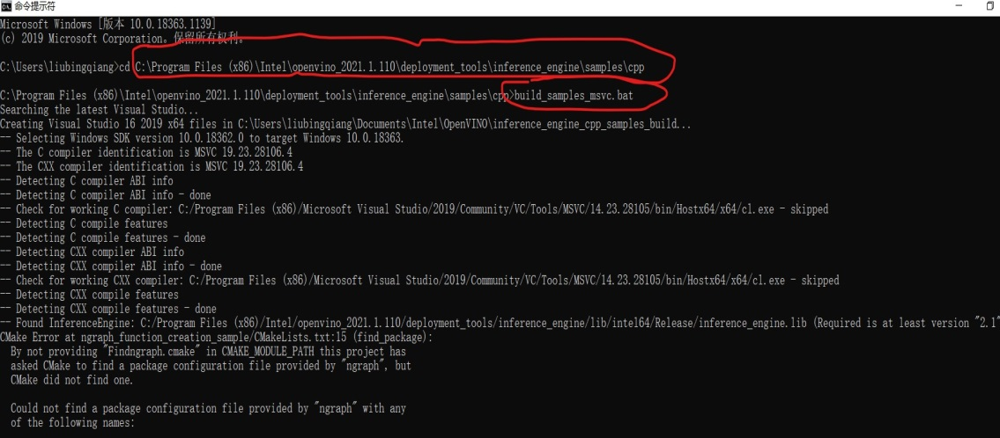 命令提示符
Microsoft Windows [版本 10.0.18363.1139]
(c) 2019 Microsoft Corporation。保留所有权利。
C:\Users\liubingqiang>cd C:\Program Files (x86)\Intel\openvino_2021.1.110\deployment_tools\inference_engine\samples\cpp
C:\Program Files (x86)\Intel\openvino_2021.1.110\deployment_tools\inference_engine\samples\cpp>build_samples_msvc.bat
Searching the latest Visual Studio...
Creating Visual Studio 16 2019 x64 files in C:\Users\liubingqiang\Documents\Intel\OpenVINO\inference_engine_cpp_samples_build...
-- Selecting Windows SDK version 10.0.18362.0 to target Windows 10.0.18363.
-- The C compiler identification is MSVC 19.23.28106.4
-- The CXX compiler identification is MSVC 19.23.28106.4
-- Detecting C compiler ABI info
-- Detecting C compiler ABI info - done
-- Check for working C compiler: C:/Program Files (x86)/Microsoft Visual Studio/2019/Community/VC/Tools/MSVC/14.23.28105/bin/Hostx64/x64/cl.exe - skipped
-- Detecting C compile features
-- Detecting C compile features - done
-- Detecting CXX compiler ABI info
-- Detecting CXX compiler ABI info - done
-- Check for working CXX compiler: C:/Program Files (x86)/Microsoft Visual Studio/2019/Community/VC/Tools/MSVC/14.23.28105/bin/Hostx64/x64/cl.exe - skipped
-- Detecting CXX compile features
-- Detecting CXX compile features - done
-- Found InferenceEngine: C:/Program Files (x86)/Intel/openvino_2021.1.110/deployment_tools/inference_engine/lib/intel64/Release/inference_engine.lib (Required is at least version "2.1"
CMake Error at ngraph_function_creation_sample/CMakeLists.txt:15 (find_package):
By not providing "Findngraph.cmake" in CMAKE_MODULE_PATH this project has
asked CMake to find a package configuration file provided by "ngraph", but
CMake did not find one.
Could not find a package configuration file provided by "ngraph" with any
of the following names: